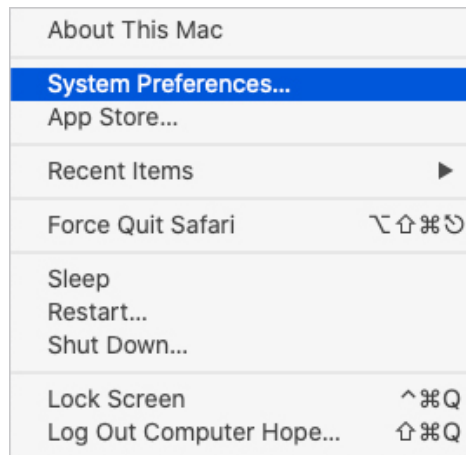 About This Mac
System Preferences...
App Store...
Recent Items ▶
Force Quit Safari ⌥⇧⌘⎋
Sleep
Restart...
Shut Down...
Lock Screen ^⌘Q
Log Out Computer Hope... ⇧⌘Q